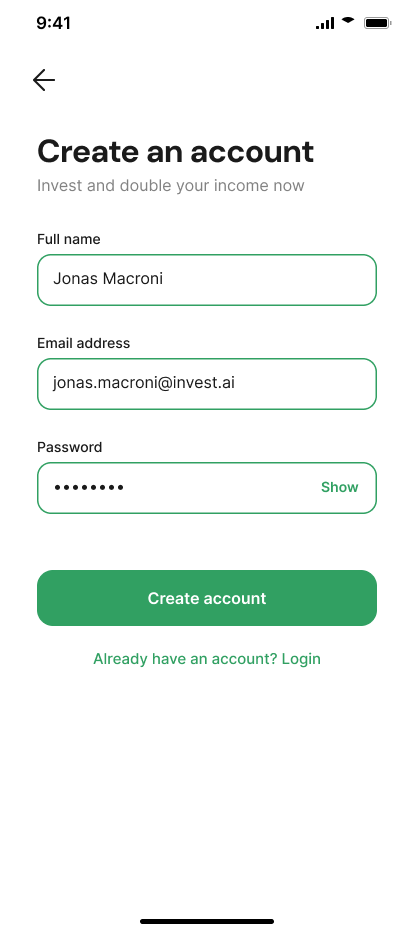 9:41
Create an account
Invest and double your income now
Full name
Jonas Macroni
Email address
jonas.macroni@invest.ai
Password
••••••••
Show
Create account
Already have an account? Login